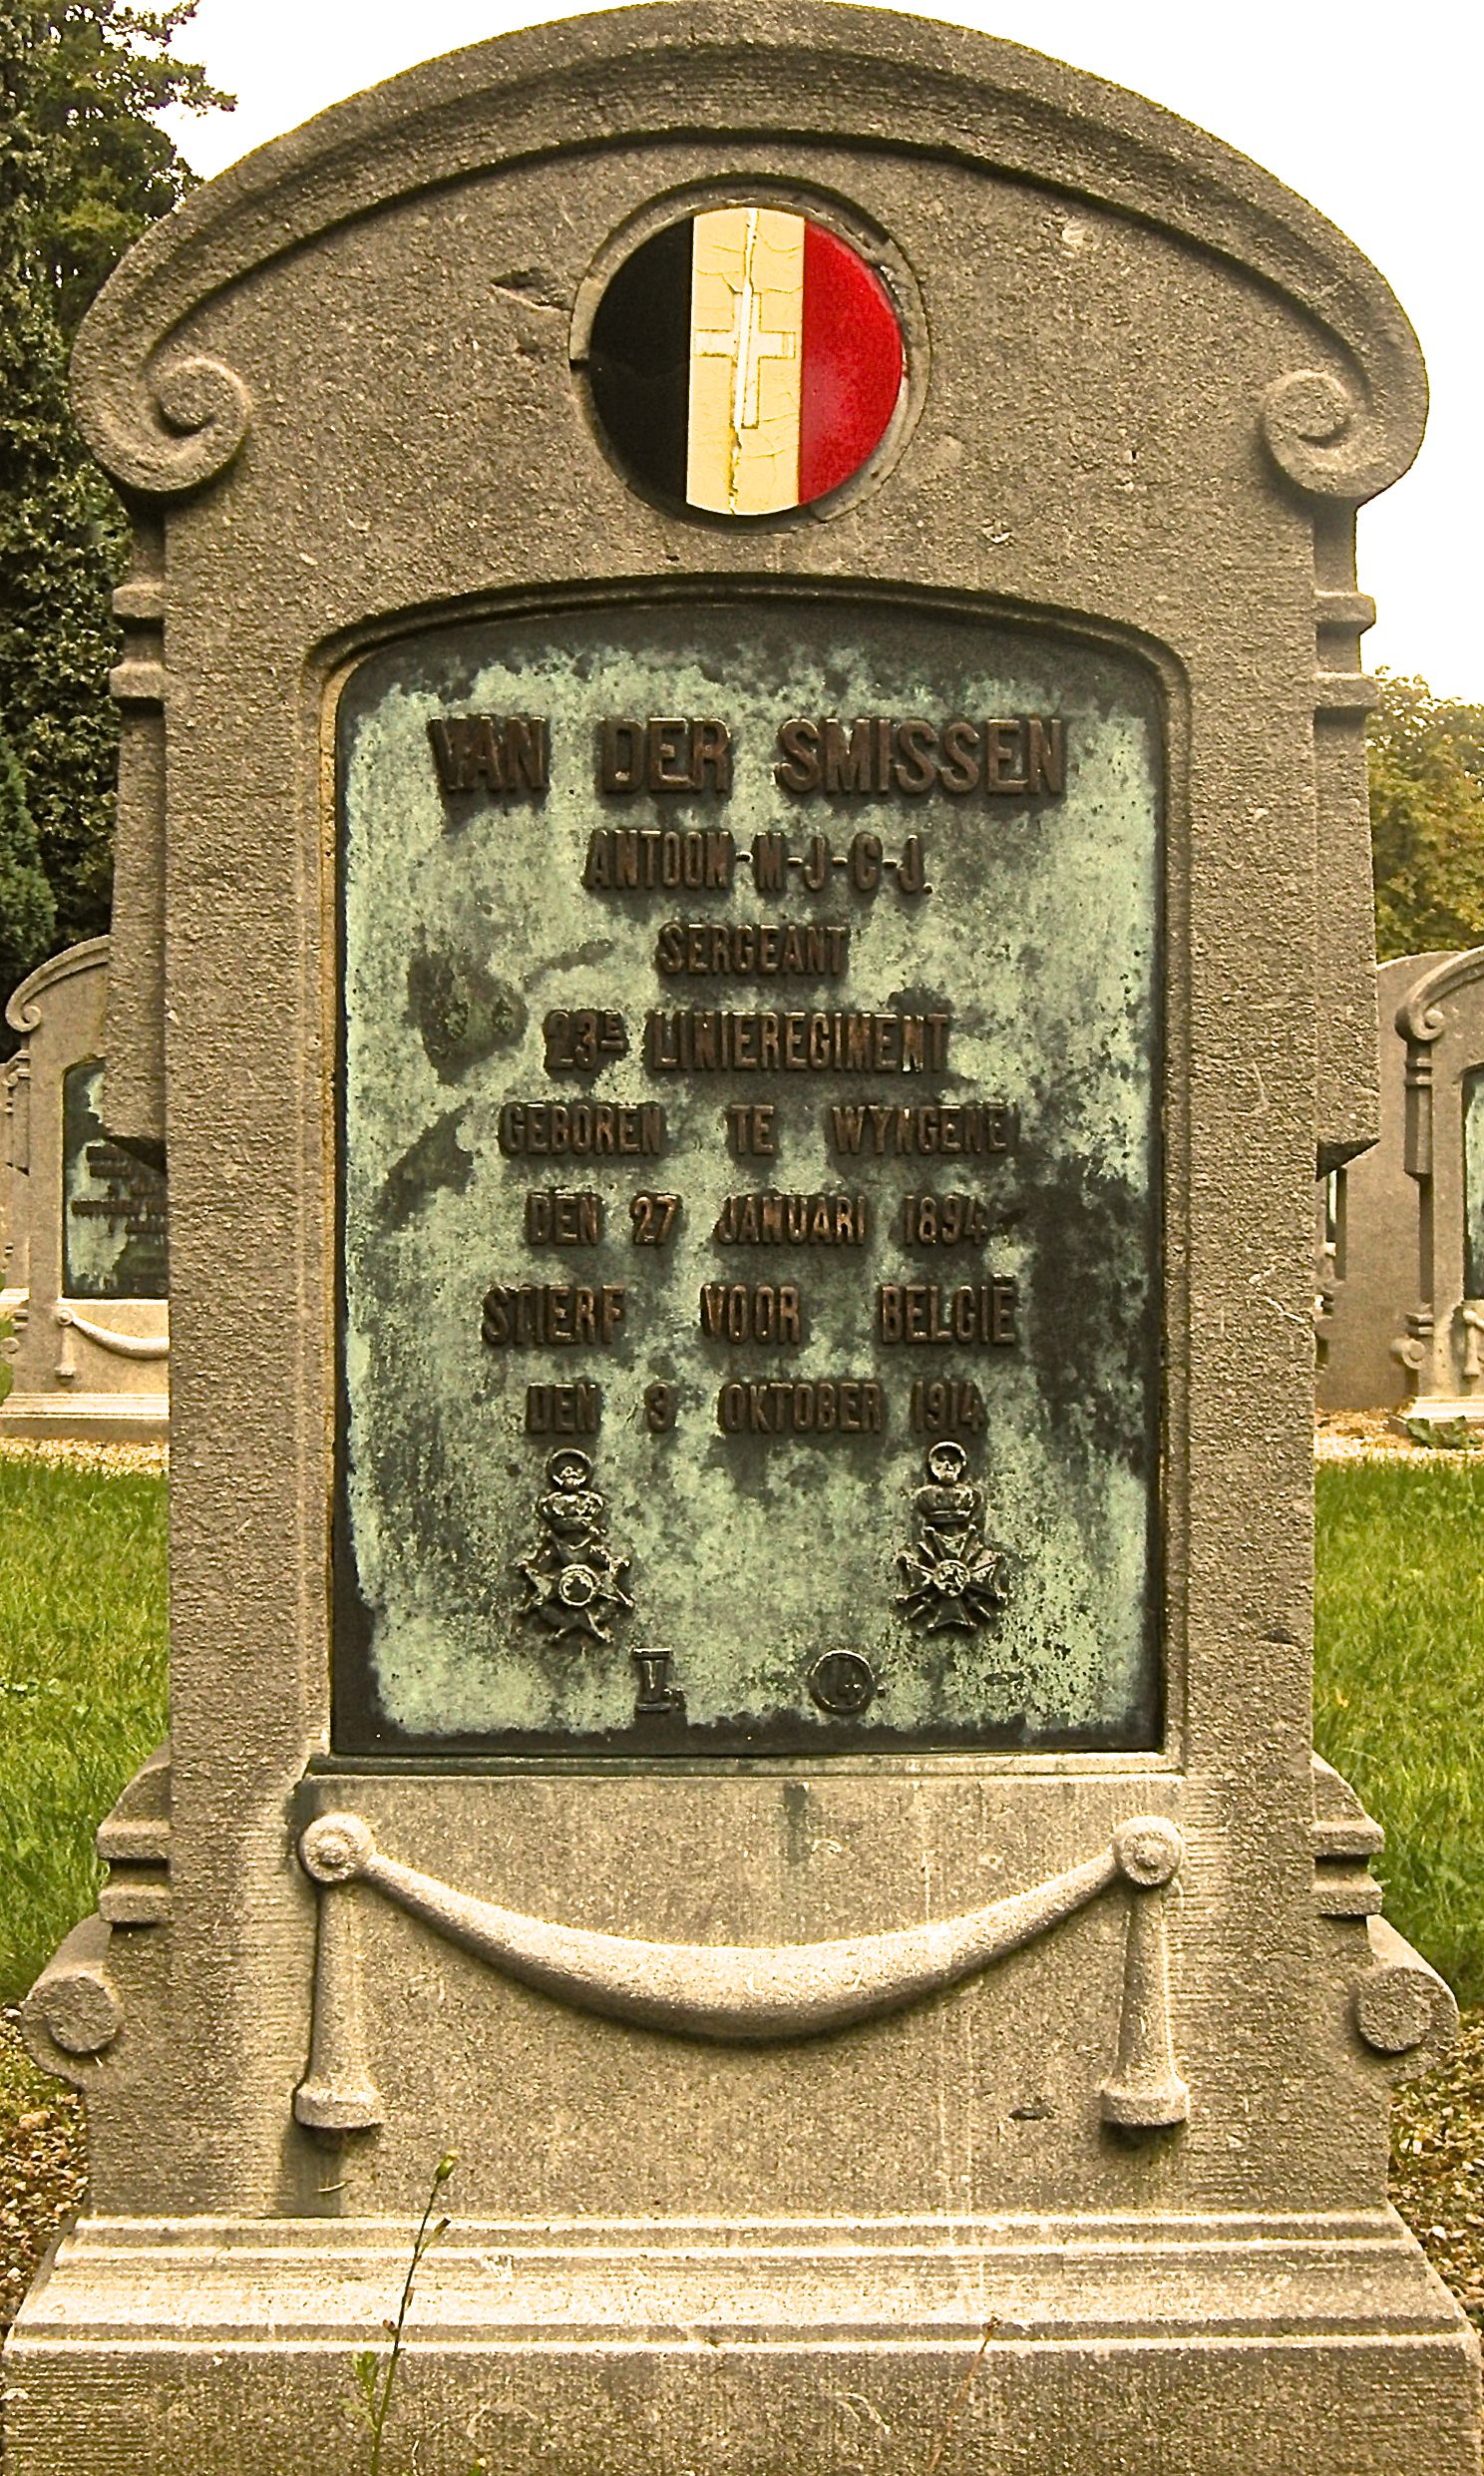 VAN DER SMISSEN
ANTOON-M-J-C-J.
SERGEANT
23E LINIEREGIMENT
GEBOREN TE WYNGENE
DEN 27 JANUARI 1894
STIERF VOOR BELGIË
DEN 3 OKTOBER 1914
V.